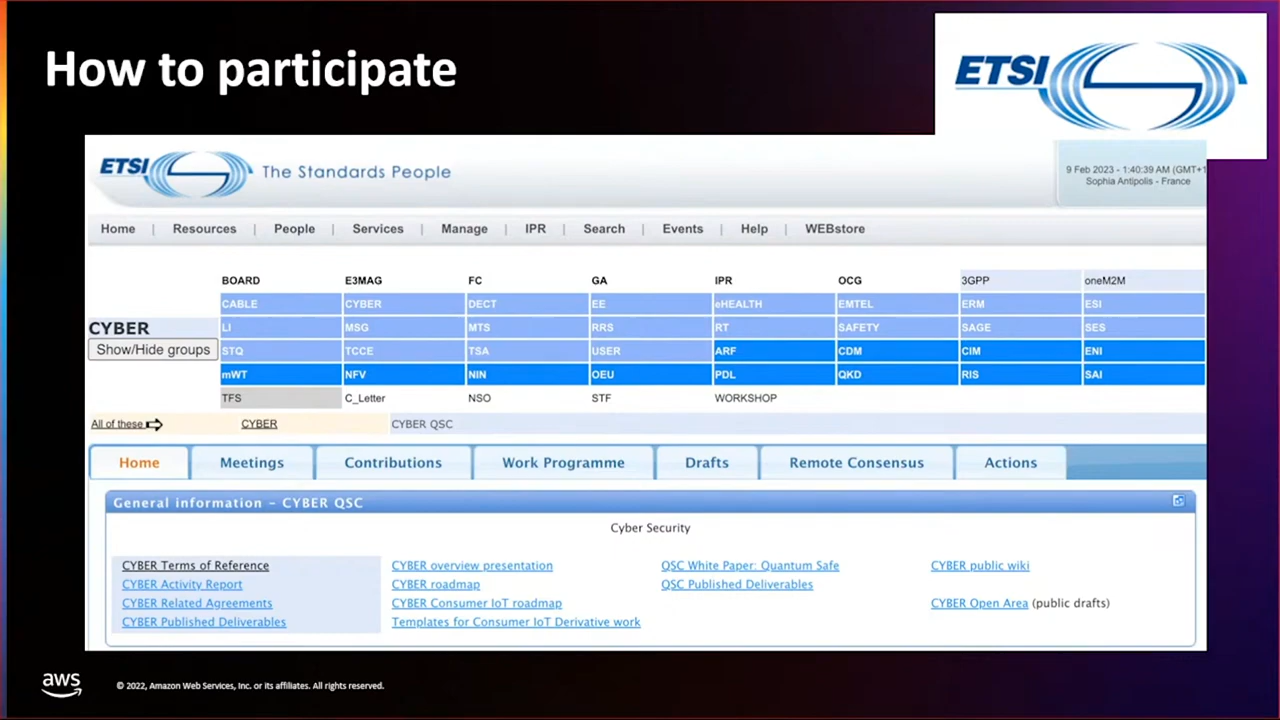 How to participate
ETSI
ETSI The Standards People
9 Feb 2023 - 1:40:39 AM (GMT+1
Sophia Antipolis - France
Home | Resources | People | Services | Manage | IPR | Search | Events | Help | WEBstore
BOARD E3MAG FC GA IPR OCG 3GPP oneM2M
CABLE CYBER DECT EE eHEALTH EMTEL ERM ESI
CYBER
LI MSG MTS RRS RT SAFETY SAGE SES
Show/Hide groups
STQ TCCE TSA USER ARF CDM CIM ENI
mWT NFV NIN OEU PDL QKD RIS SAI
TFS C_Letter NSO STF WORKSHOP
All of these CYBER CYBER QSC
Home Meetings Contributions Work Programme Drafts Remote Consensus Actions
General information - CYBER QSC
Cyber Security
CYBER Terms of Reference CYBER overview presentation QSC White Paper: Quantum Safe CYBER public wiki
CYBER Activity Report CYBER roadmap QSC Published Deliverables
CYBER Related Agreements CYBER Consumer IoT roadmap CYBER Open Area (public drafts)
CYBER Published Deliverables Templates for Consumer IoT Derivative work
aws © 2022, Amazon Web Services, Inc. or its affiliates. All rights reserved.